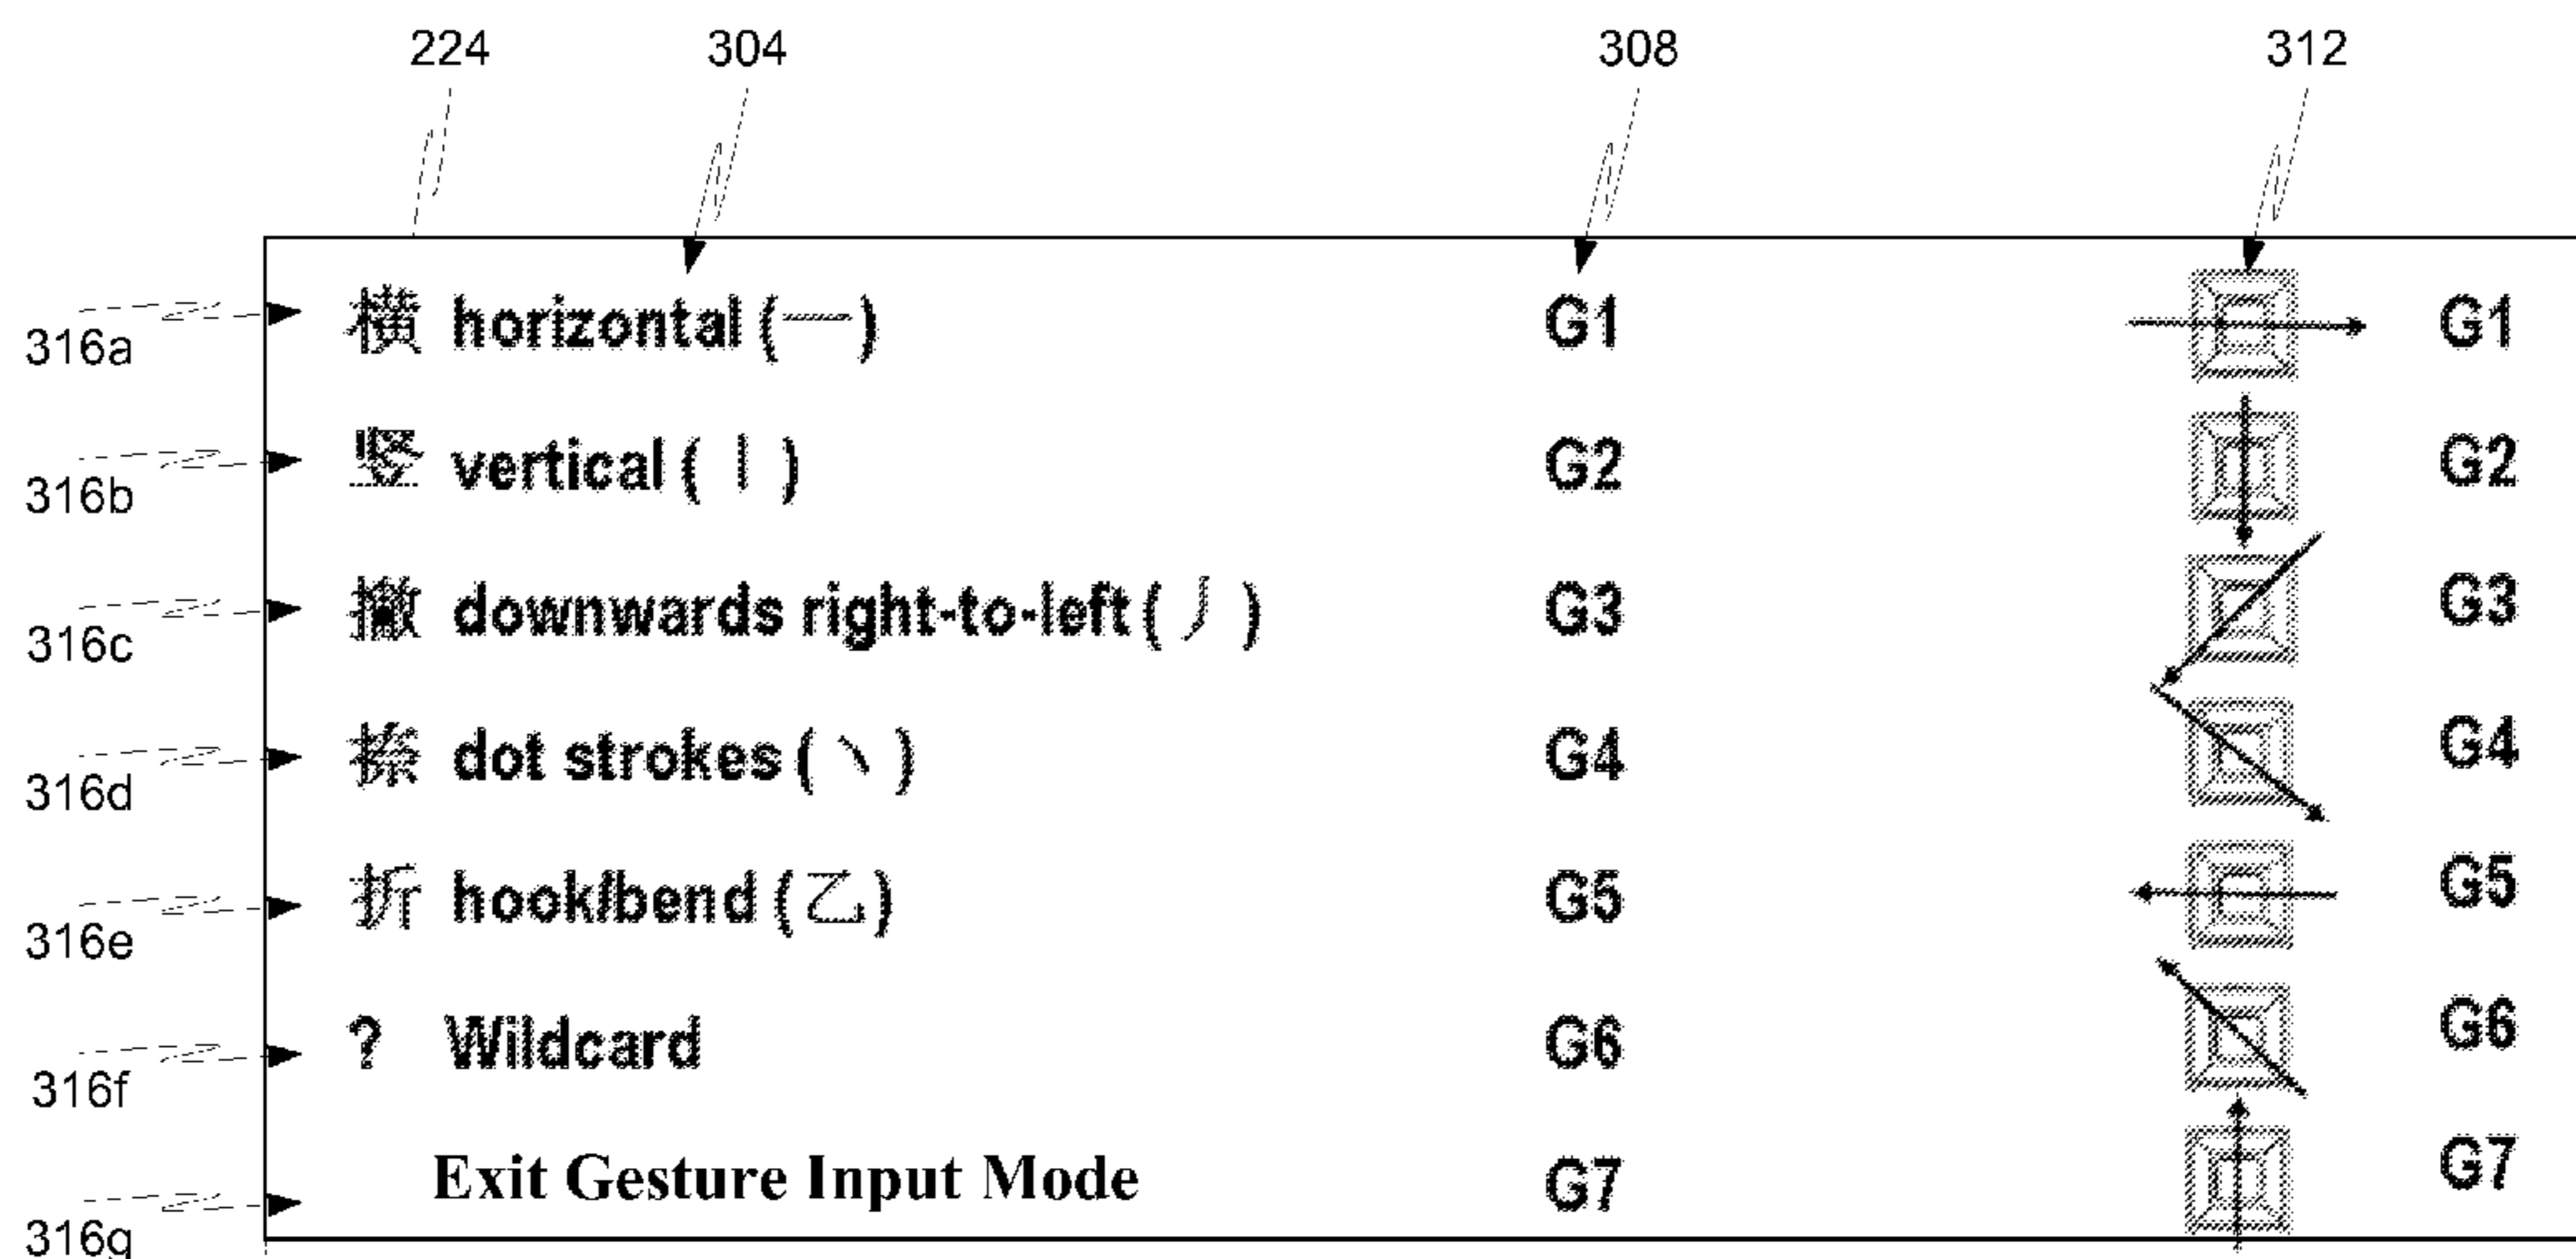 224 304 308 312
316a 横 horizontal (一) G1 G1
316b 竖 vertical (丨) G2 G2
316c 撇 downwards right-to-left (丿) G3 G3
316d 捺 dot strokes (丶) G4 G4
316e 折 hook/bend (乙) G5 G5
316f ? Wildcard G6 G6
316g Exit Gesture Input Mode G7 G7